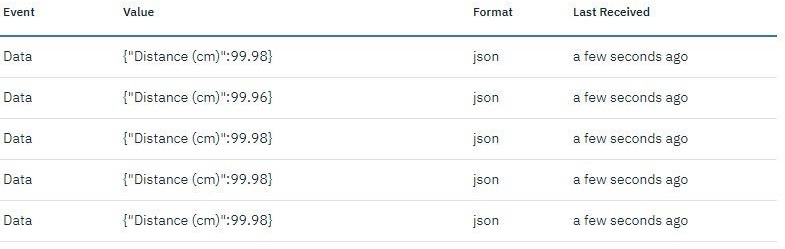 Event Value Format Last Received
Data {"Distance (cm)":99.98} json a few seconds ago
Data {"Distance (cm)":99.96} json a few seconds ago
Data {"Distance (cm)":99.98} json a few seconds ago
Data {"Distance (cm)":99.98} json a few seconds ago
Data {"Distance (cm)":99.98} json a few seconds ago